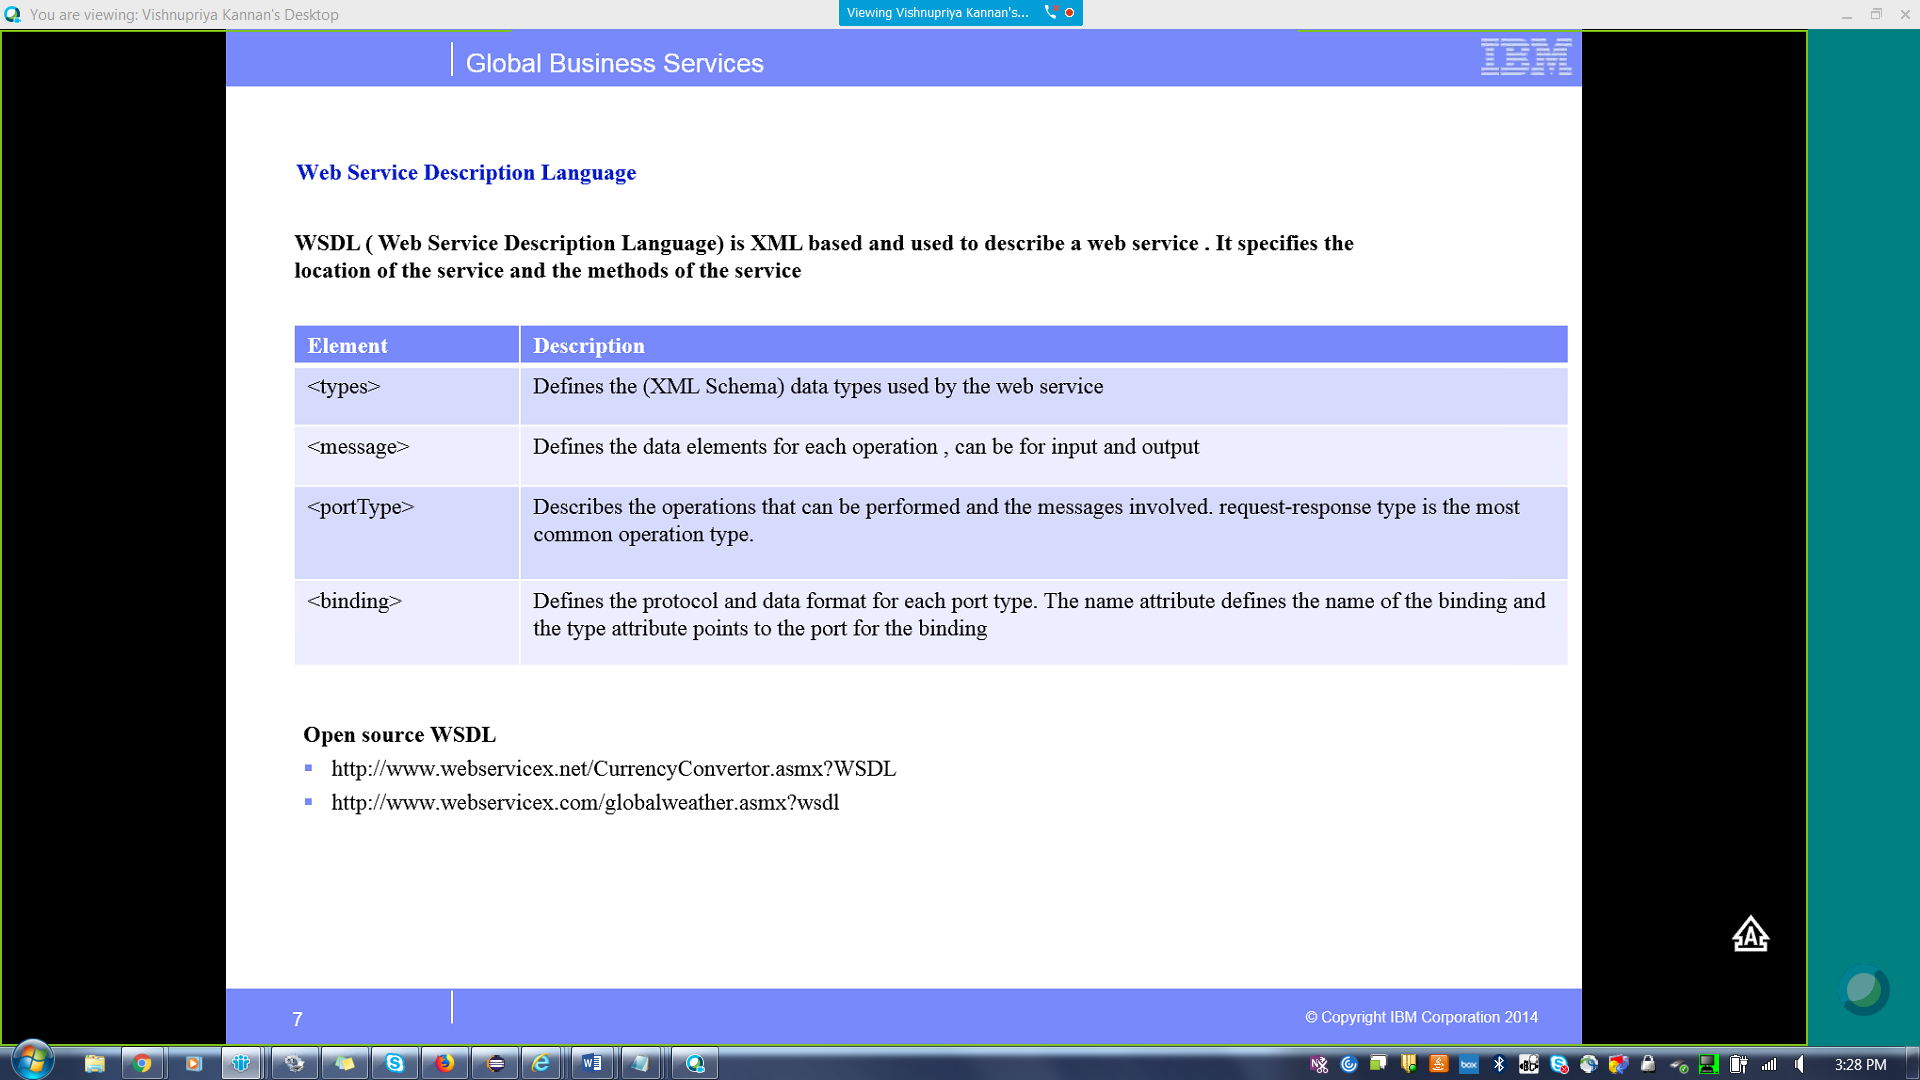 You are viewing: Vishnupriya Kannan's Desktop
Viewing Vishnupriya Kannan's...
Global Business Services
IBM
Web Service Description Language
WSDL ( Web Service Description Language) is XML based and used to describe a web service . It specifies the
location of the service and the methods of the service
Element Description
<types> Defines the (XML Schema) data types used by the web service
<message> Defines the data elements for each operation , can be for input and output
<portType> Describes the operations that can be performed and the messages involved. request-response type is the most
common operation type.
<binding> Defines the protocol and data format for each port type. The name attribute defines the name of the binding and
the type attribute points to the port for the binding
Open source WSDL
http://www.webservicex.net/CurrencyConvertor.asmx?WSDL
http://www.webservicex.com/globalweather.asmx?wsdl
A
7
© Copyright IBM Corporation 2014
box
3:28 PM